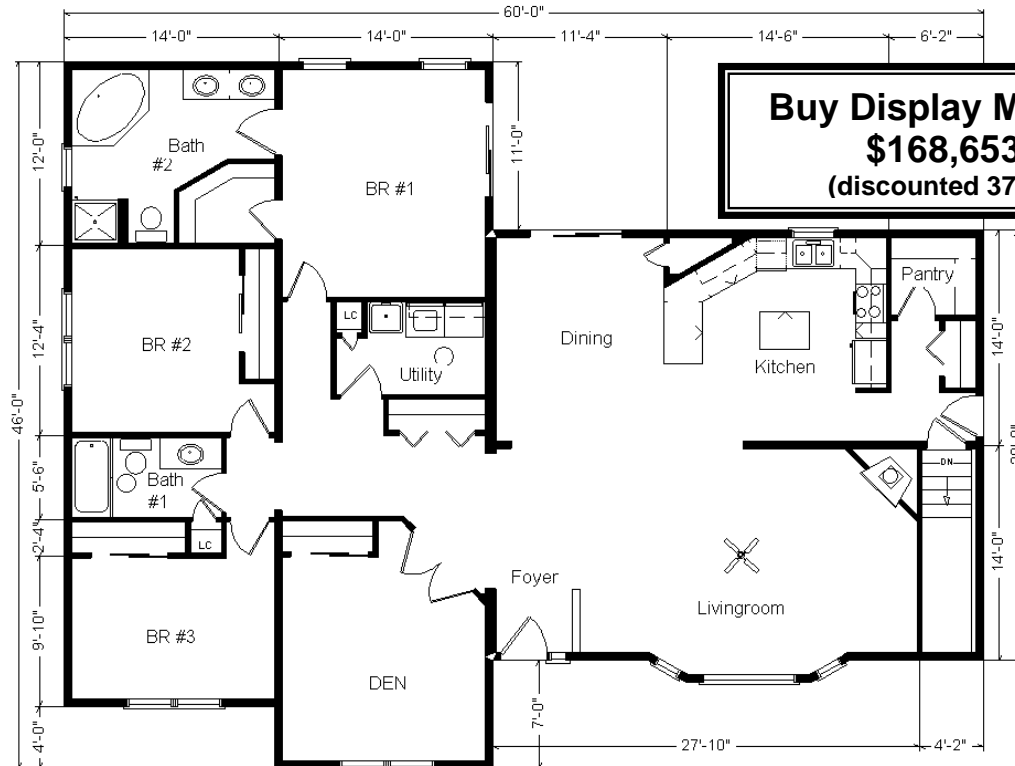 60'-0"
14'-0" 14'-0" 11'-4" 14'-6" 6'-2"
Buy Display M
$168,653
(discounted 37
12'-0"
11'-0"
Bath
#2
BR #1
Pantry
LC
Dining
Kitchen
14'-0"
12'-4"
BR #2
Utility
46'-0"
5'-6"
Bath
#1
DN
2'-4"
LC
Foyer
Livingroom
14'-0"
9'-10"
BR #3
DEN
4'-0"
7'-0"
27'-10" 4'-2"